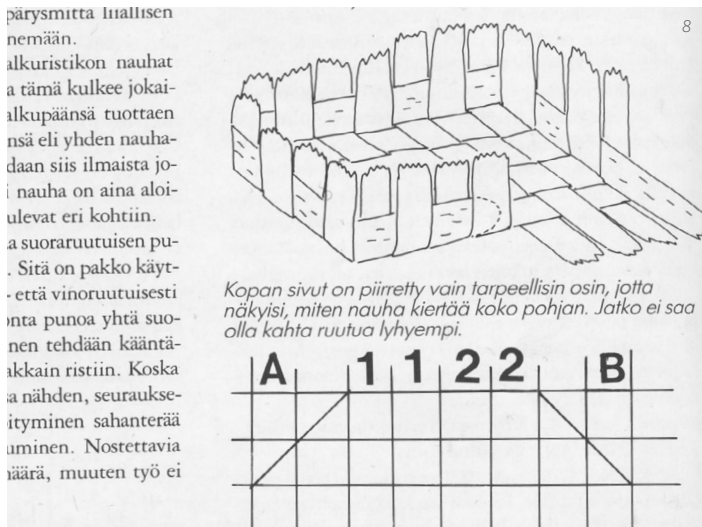 pärysmitta liiallisen
nemään.
alkuristikon nauhat
a tämä kulkee jokai-
alkupäänsä tuottaen
nsä eli yhden nauha-
daan siis ilmaista jo-
i nauha on aina aloi-
ulevat eri kohtiin.
a suoraruutuisen pu-
. Sitä on pakko käyt-
- että vinoruutuisesti
onta punoa yhtä suo-
nen tehdään kääntä-
akkain ristiin. Koska
sa nähden, seuraukse-
öityminen sahanterää
uminen. Nostettavia
näärä, muuten työ ei
8
Kopan sivut on piirretty vain tarpeellisin osin, jotta
näkyisi, miten nauha kiertää koko pohjan. Jatko ei saa
olla kahta ruutua lyhyempi.
A 1 1 2 2 B